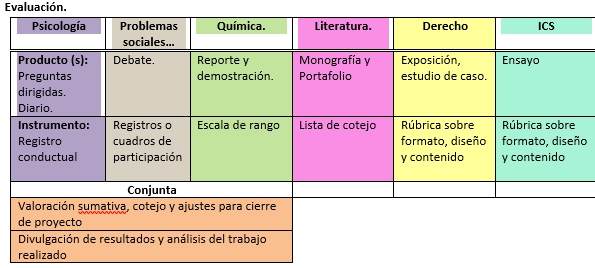 Evaluación.
Psicología
Problemas
sociales...
Química.
Literatura.
Derecho
ICS
Producto (s):
Preguntas
dirigidas.
Diario.
Debate.
Reporte y
demostración.
Monografía y
Portafolio
Exposición,
estudio de caso.
Ensayo
Instrumento:
Registro
conductual
Registros o
cuadros de
participación
Escala de rango
Lista de cotejo
Rúbrica sobre
formato, diseño
y contenido
Rúbrica sobre
formato, diseño
y contenido
Conjunta
Valoración sumativa, cotejo y ajustes para cierre
de proyecto
Divulgación de resultados y análisis del trabajo
realizado